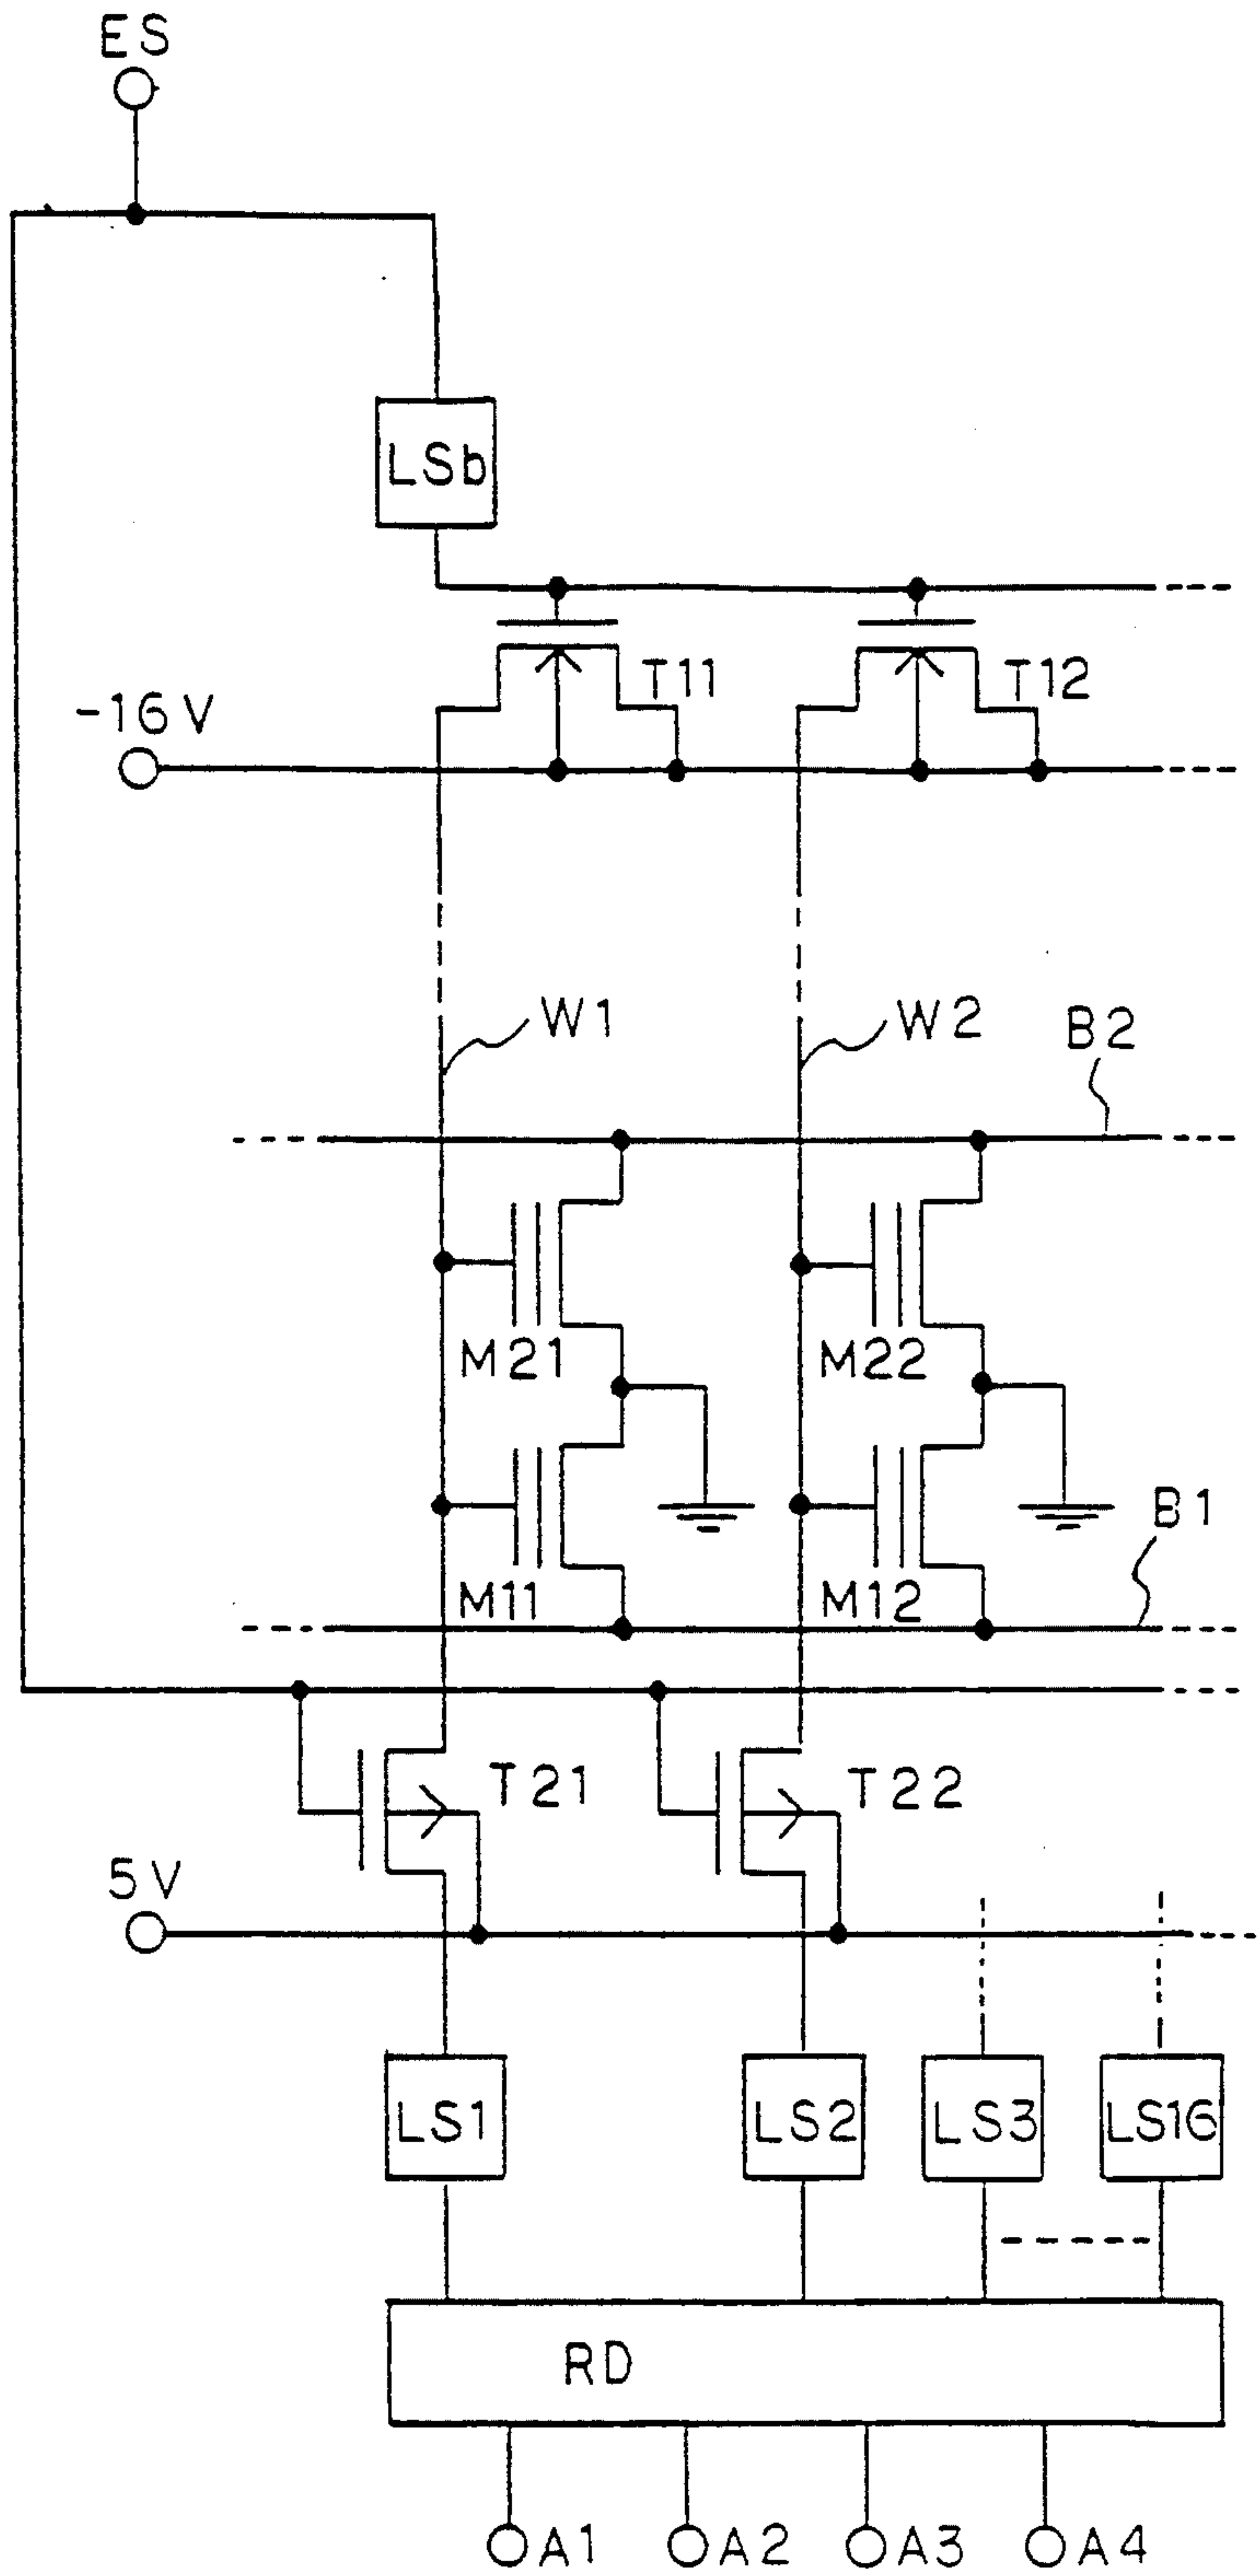 ES
LSb
T11
T12
-16V
W1
W2
B2
M21
M22
B1
M11
M12
T21
T22
5V
LS1
LS2
LS3
LS16
RD
A1
A2
A3
A4